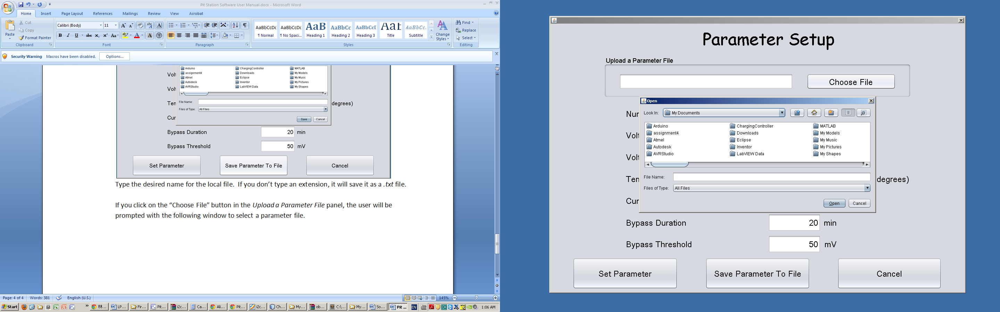 Pit Station Software User Manual.docx - Microsoft Word
Home Insert Page Layout References Mailings Review View Acrobat
Paste
Cut
Copy
Format Painter
Clipboard
Calibri (Body) 11
Font
Paragraph
AaBbCcDc AaBbCcDc AaB AaBbCc AaBbCcI Aat AaBbCc.
¶ Normal ¶ No Spaci... Heading 1 Heading 2 Heading 3 Title Subtitle
Change Styles
Styles
Find
Replace
Select
Editing
Security Warning Macros have been disabled. Options...
Arduino ChargingController MATLAB
assignment4 Downloads My Models
Atmel Eclipse My Music
Autodesk Inventor My Pictures
AVRStudio LabVIEW Data My Shapes
Volt
Volt
Ten
Cur
degrees)
File Name:
Files of Type: All Files
Save Cancel
Bypass Duration 20 min
Bypass Threshold 50 mV
Set Parameter Save Parameter To File Cancel
Type the desired name for the local file. If you don't type an extension, it will save it as a .txt file.
If you click on the “Choose File” button in the Upload a Parameter File panel, the user will be
prompted with the following window to select a parameter file.
Page: 4 of 4 Words: 381 English (U.S.) 145%
Start » 林... LP... Fir... Pit... i2c... Ca... Ali... Pit... i2c... Ch... My... ob... C:\... My... So... Pit ... EN 1:06 AM
Parameter Setup
Upload a Parameter File
Choose File
Open
Look In: My Documents
Arduino ChargingController MATLAB
assignment4 Downloads My Models
Atmel Eclipse My Music
Autodesk Inventor My Pictures
AVRStudio LabVIEW Data My Shapes
File Name:
Files of Type: All Files
Open Cancel
Nur
Volt
Volt
Ten
degrees)
Cur
Bypass Duration 20 min
Bypass Threshold 50 mV
Set Parameter Save Parameter To File Cancel